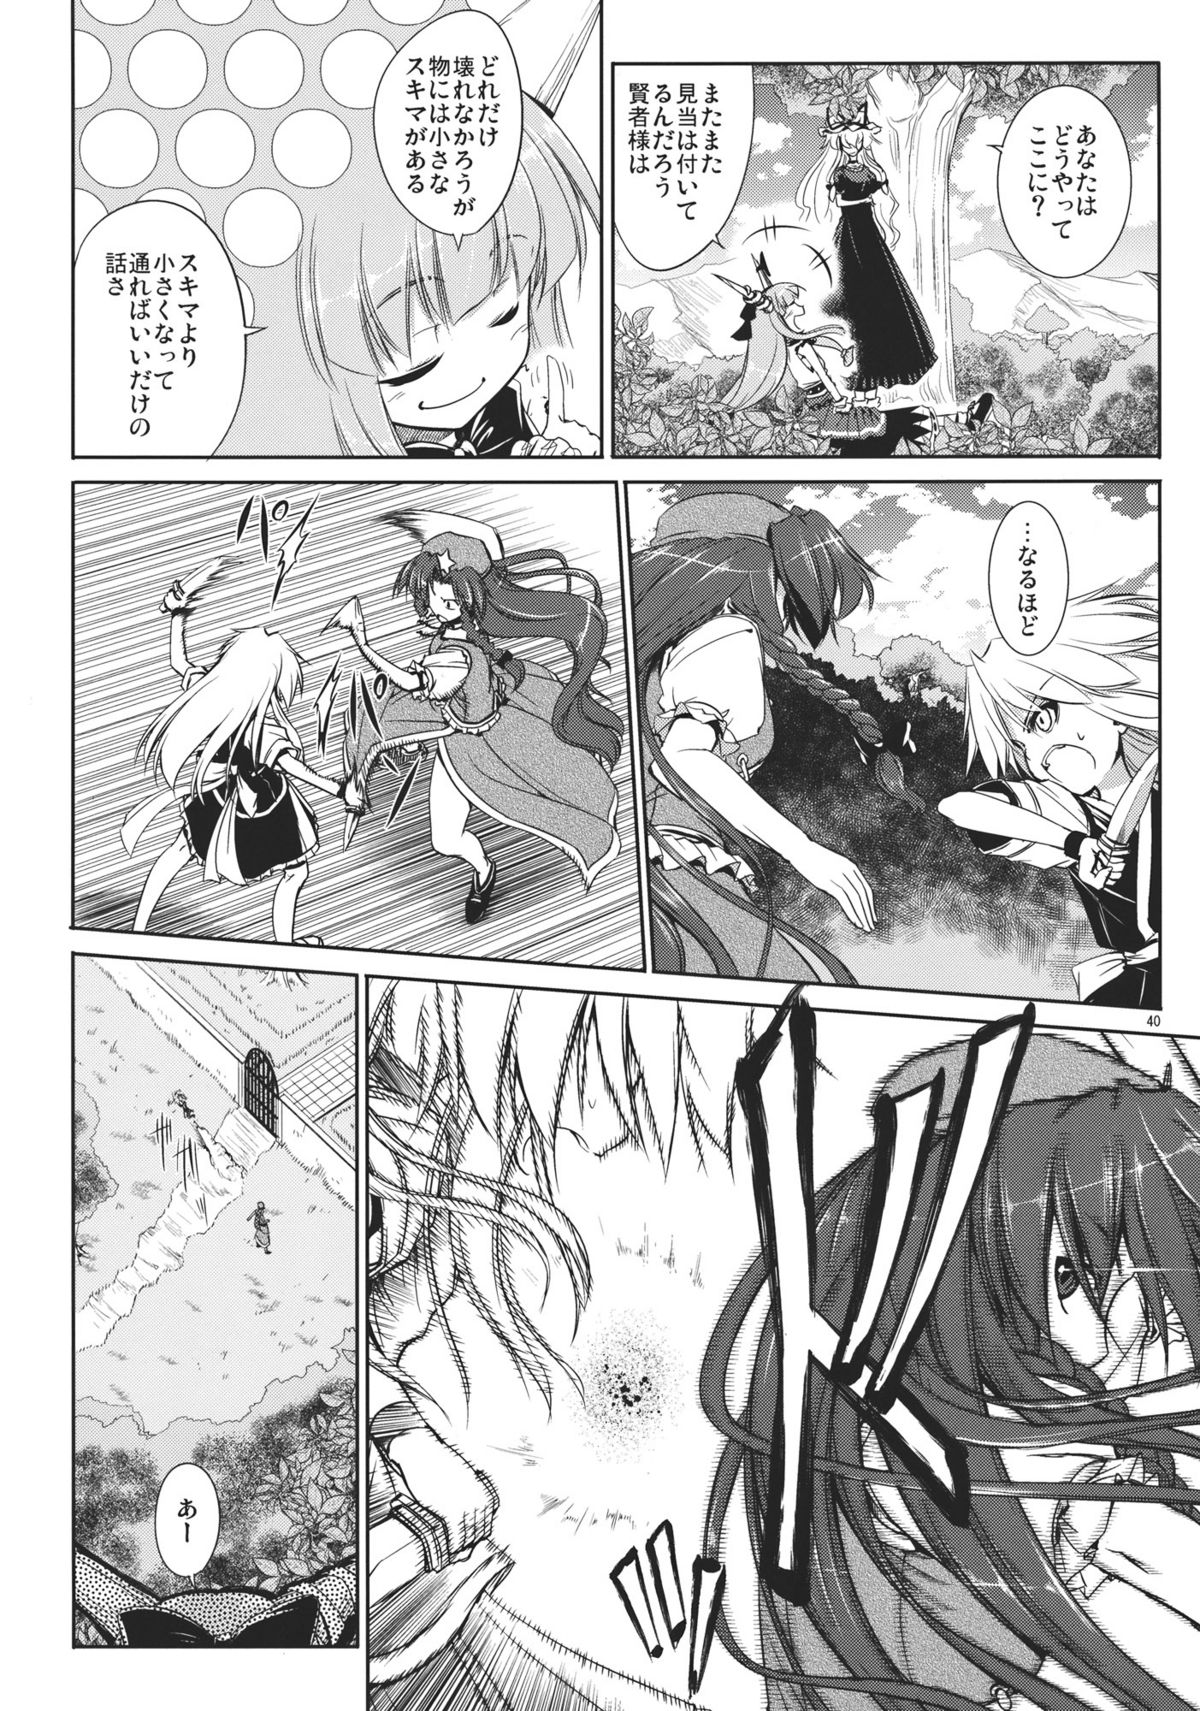 あなたは
どうやって
ここに?
またまた
見当は付いて
るんだろう
賢者様は
どれだけ
壊れなかろうが
物には小さな
スキマがある
スキマより
小さくなって
通ればいいだけの
話さ
…なるほど
パン
40
ドッ
あー